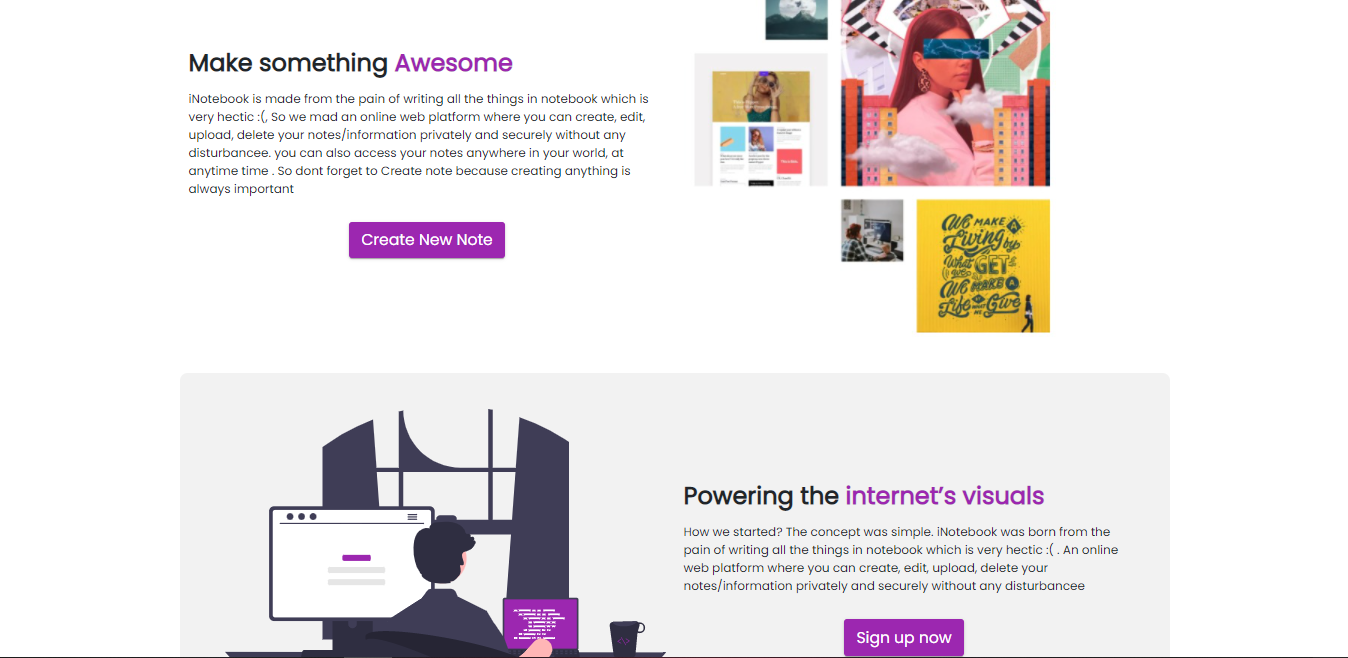 Make something Awesome
iNotebook is made from the pain of writing all the things in notebook which is
very hectic :(, So we mad an online web platform where you can create, edit,
upload, delete your notes/information privately and securely without any
disturbancee. you can also access your notes anywhere in your world, at
anytime time . So dont forget to Create note because creating anything is
always important
Create New Note
WE MAKE A
Living by
What
we GET
WE MAKE A
Life BY
WHAT WE Give
Powering the internet’s visuals
How we started? The concept was simple. iNotebook was born from the
pain of writing all the things in notebook which is very hectic :( . An online
web platform where you can create, edit, upload, delete your
notes/information privately and securely without any disturbancee
Sign up now